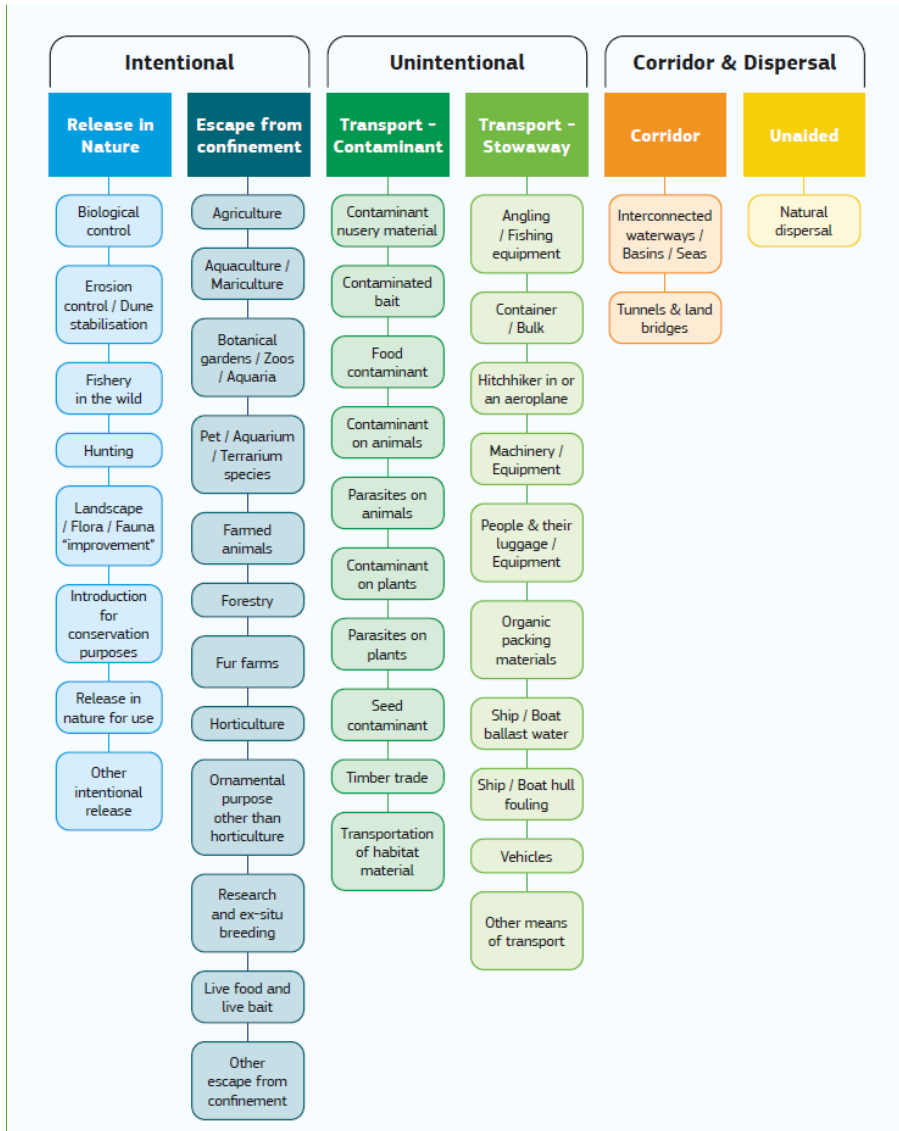 Intentional
Unintentional
Corridor & Dispersal
Release in
Nature
Escape from
confinement
Transport –
Contaminant
Transport –
Stowaway
Corridor
Unaided
Biological
control
Erosion
control / Dune
stabilisation
Fishery
in the wild
Hunting
Landscape
/ Flora / Fauna
“improvement”
Introduction
for
conservation
purposes
Release in
nature for use
Other
intentional
release
Agriculture
Aquaculture /
Mariculture
Botanical
gardens / Zoos
/ Aquaria
Pet / Aquarium
/ Terrarium
species
Farmed
animals
Forestry
Fur farms
Horticulture
Ornamental
purpose
other than
horticulture
Research
and ex-situ
breeding
Live food and
live bait
Other
escape from
confinement
Contaminant
nusery material
Contaminated
bait
Food
contaminant
Contaminant
on animals
Parasites on
animals
Contaminant
on plants
Parasites on
plants
Seed
contaminant
Timber trade
Transportation
of habitat
material
Angling
/ Fishing
equipment
Container
/ Bulk
Hitchhiker in or
an aeroplane
Machinery /
Equipment
People & their
luggage /
Equipment
Organic
packing
materials
Ship / Boat
ballast water
Ship / Boat hull
fouling
Vehicles
Other means
of transport
Interconnected
waterways /
Basins / Seas
Tunnels & land
bridges
Natural
dispersal